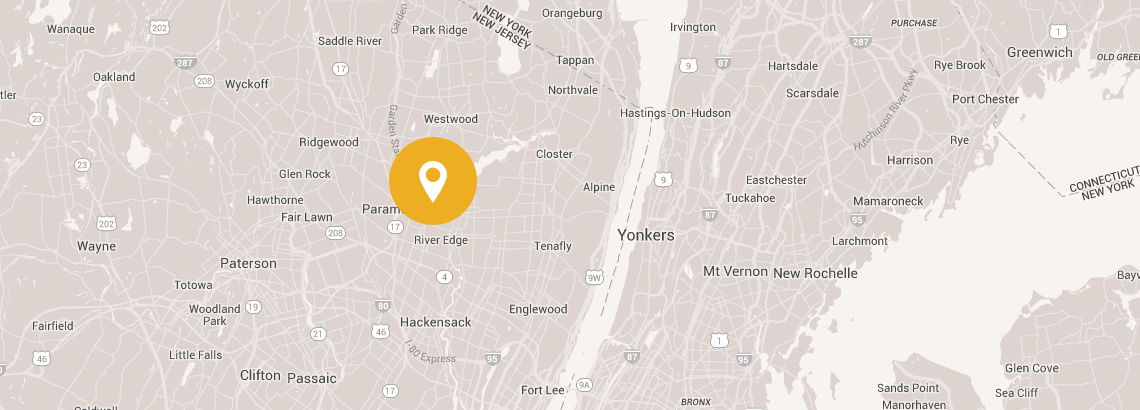 Orangeburg
Wanaque
202
Garden
NEW YORK
NEW JERSEY
Park Ridge
Irvington
PURCHASE
1
Saddle River
287
Greenwich
Tappan
287
17
9
87
Hartsdale
Rye Brook
OLD GREE
Oakland
208
Wyckoff
Northvale
Scarsdale
Port Chester
tler
23
Garden Sta
Westwood
Hastings-On-Hudson
Hutchinson River Pkwy
Ridgewood
Rye
23
Closter
Harrison
Glen Rock
9
Eastchester
Alpine
CONNECTICUT
NEW YORK
Hawthorne
Tuckahoe
Mamaroneck
Fair Lawn
Param
202
208
17
87
95
Wayne
River Edge
Tenafly
Yonkers
Larchmont
Paterson
4
9W
Mt Vernon
New Rochelle
Bayv
Totowa
Woodland
Park
19
80
Englewood
Fairfield
21
46
Hackensack
1
46
Little Falls
I-80 Express
95
87
95
Glen Cove
Clifton
Passaic
17
Fort Lee
9A
Sands Point
Sea Cliff
Caldwell
BRONX
Manorhaven